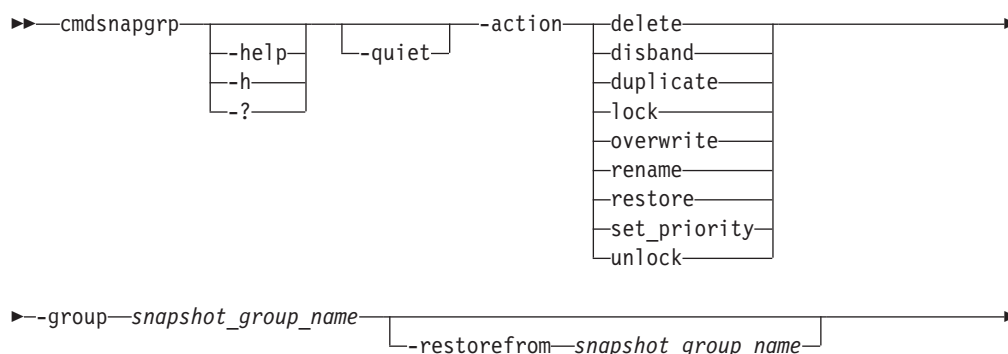 cmdsnapgrp -action delete
-help -quiet disband
-h duplicate
-? lock
overwrite
rename
restore
set_priority
unlock
-group snapshot_group_name
-restorefrom snapshot_group_name